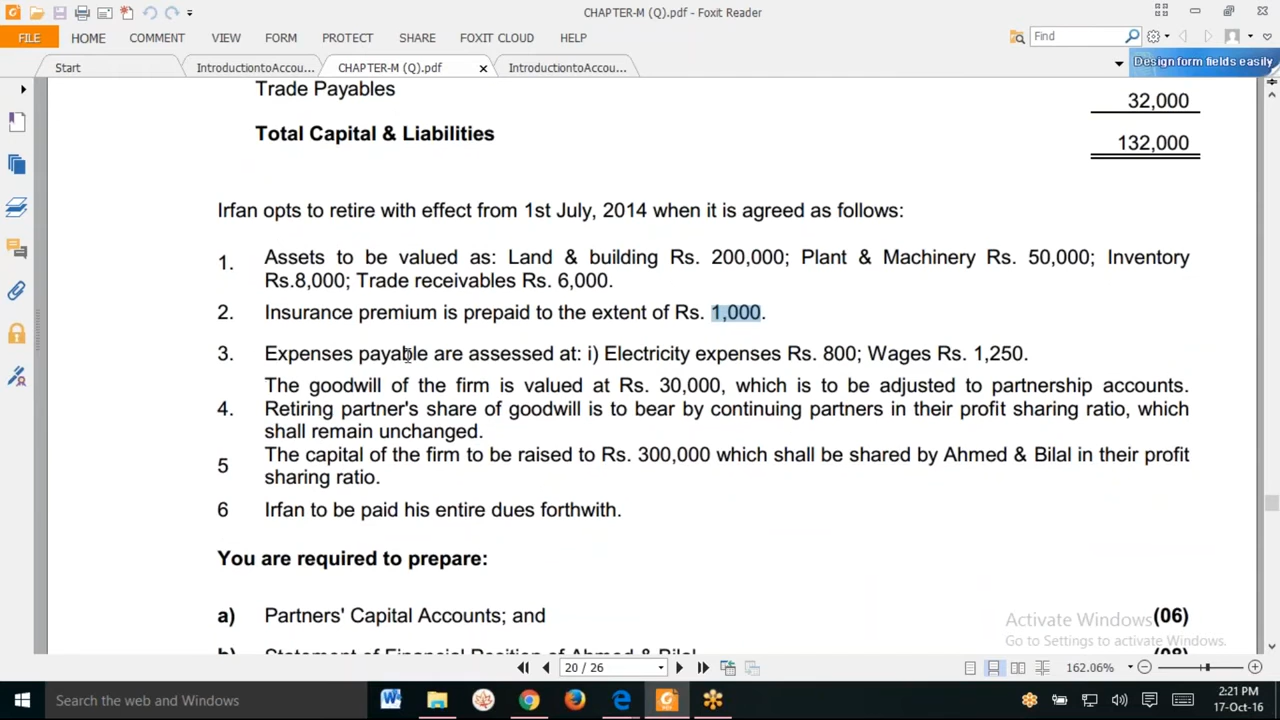 CHAPTER-M (Q).pdf - Foxit Reader
FILE HOME COMMENT VIEW FORM PROTECT SHARE FOXIT CLOUD HELP Find
Start IntroductiontoAccou... CHAPTER-M (Q).pdf IntroductiontoAccou... Design form fields easily
Trade Payables 32,000
Total Capital & Liabilities 132,000
Irfan opts to retire with effect from 1st July, 2014 when it is agreed as follows:
1. Assets to be valued as: Land & building Rs. 200,000; Plant & Machinery Rs. 50,000; Inventory
Rs.8,000; Trade receivables Rs. 6,000.
2. Insurance premium is prepaid to the extent of Rs. 1,000.
3. Expenses payable are assessed at: i) Electricity expenses Rs. 800; Wages Rs. 1,250.
The goodwill of the firm is valued at Rs. 30,000, which is to be adjusted to partnership accounts.
4. Retiring partner's share of goodwill is to bear by continuing partners in their profit sharing ratio, which
shall remain unchanged.
5 The capital of the firm to be raised to Rs. 300,000 which shall be shared by Ahmed & Bilal in their profit
sharing ratio.
6 Irfan to be paid his entire dues forthwith.
You are required to prepare:
a) Partners' Capital Accounts; and (06)
b) Statement of Financial Position of Ahmed & Bilal (08)
Activate Windows
Go to Settings to activate Windows.
20 / 26 162.06%
Search the web and Windows
2:21 PM
17-Oct-16